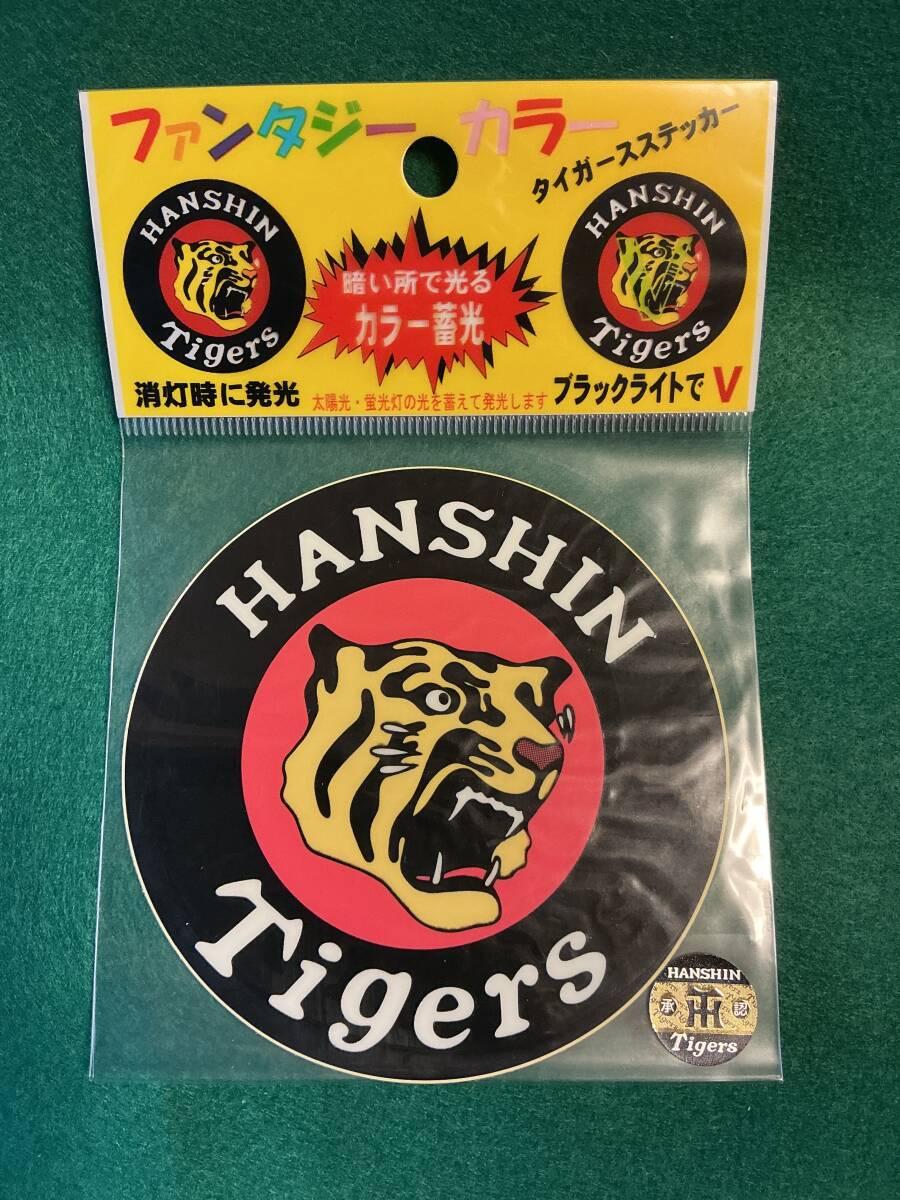 ファンタジー カラー
タイガースステッカー
HANSHIN
Tigers
暗い所で光る
カラー蓄光
HANSHIN
Tigers
消灯時に発光
太陽光・蛍光灯の光を蓄えて発光します
ブラックライトで V
HANSHIN
Tigers
HANSHIN
承 認
Tigers